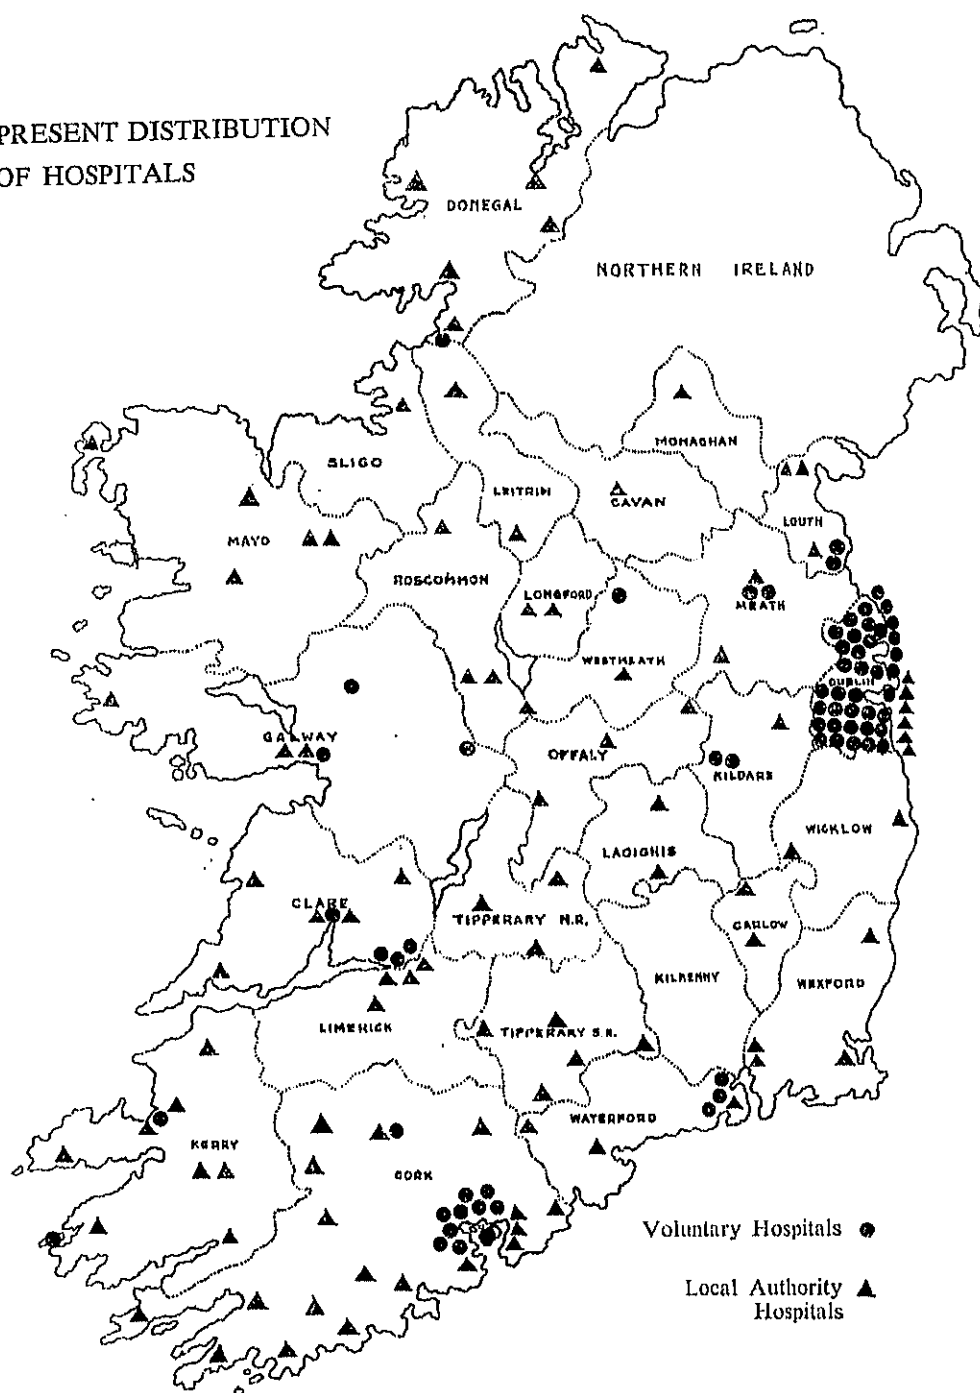 PRESENT DISTRIBUTION
OF HOSPITALS
DONEGAL
NORTHERN IRELAND
MONAGHAN
SLIGO
LEITRIM
CAVAN
LOUTH
MAYO
ROSCOMMON
LONGFORD
MEATH
WESTMEATH
DUBLIN
GALWAY
OFFALY
KILDARE
WICKLOW
LAOIGHIS
CLARE
TIPPERARY N.R.
CARLOW
KILKENNY
WEXFORD
LIMERICK
TIPPERARY S.R.
WATERFORD
KERRY
CORK
Voluntary Hospitals
Local Authority
Hospitals